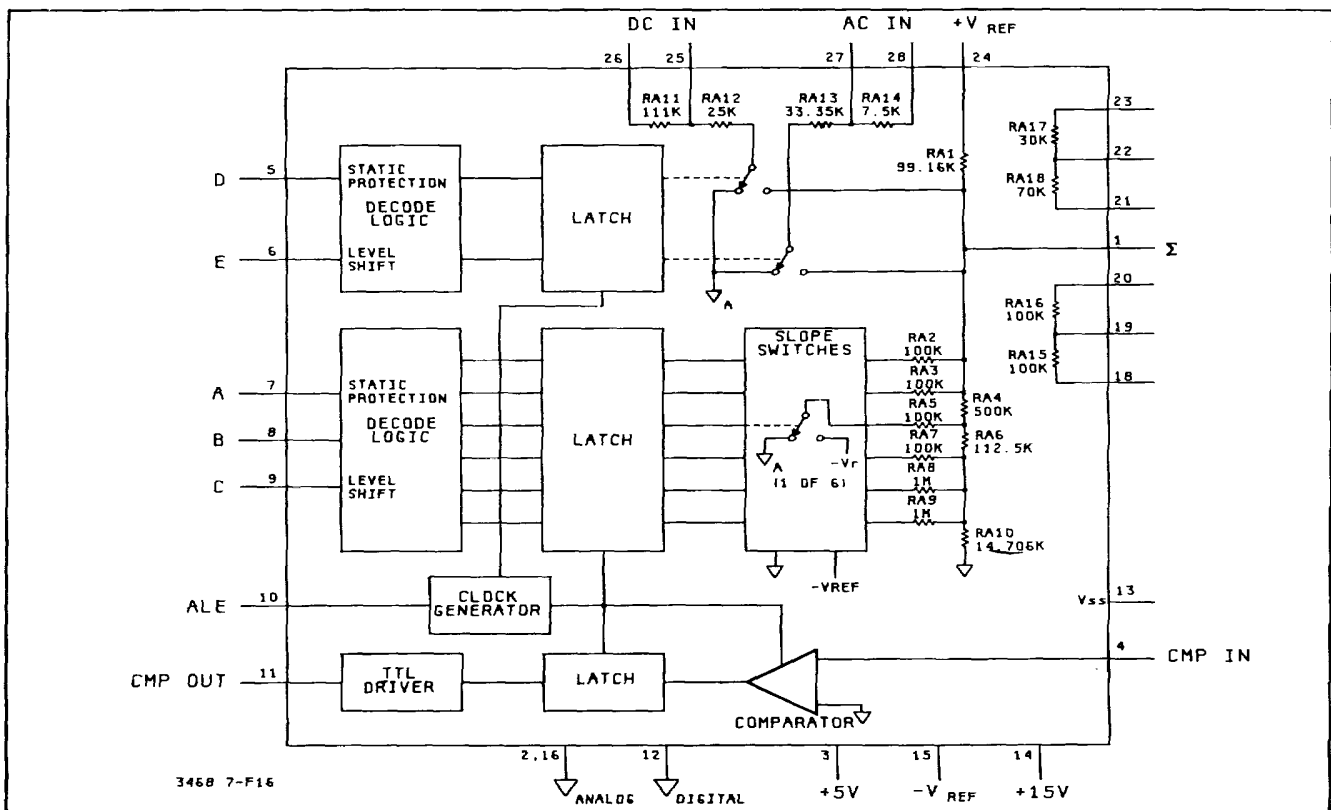 DC IN AC IN +V REF
26 25 27 28 24
RA11 111K
RA12 25K
RA13 33.35K
RA14 7.5K
RA1 99.16K
23
RA17 30K
22
RA18 70K
21
D 5
STATIC PROTECTION
DECODE LOGIC
LATCH
E 6
LEVEL SHIFT
A
1 Σ
20
RA16 100K
19
RA15 100K
18
A 7
STATIC PROTECTION
DECODE LOGIC
B 8
C 9
LEVEL SHIFT
LATCH
SLOPE SWITCHES
A -Vr
(1 OF 6)
RA2 100K
RA3 100K
RA5 100K
RA7 100K
RA8 1M
RA9 1M
RA4 500K
RA6 112.5K
RA10 14.706K
-VREF
ALE 10
CLOCK GENERATOR
Vss 13
4 CMP IN
CMP OUT 11
TTL DRIVER
LATCH
COMPARATOR
2,16 ANALOG
12 DIGITAL
3 +5V
15 -V REF
14 +15V
3468 7-F16